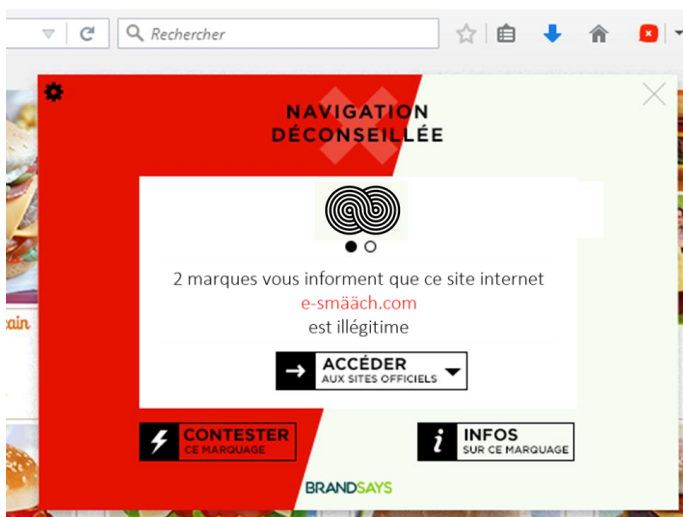 Rechercher
NAVIGATION
DÉCONSEILLÉE
2 marques vous informent que ce site internet
e-smääch.com
est illégitime
ACCÉDER
AUX SITES OFFICIELS
CONTESTER
CE MARQUAGE
INFOS
SUR CE MARQUAGE
BRANDSAYS